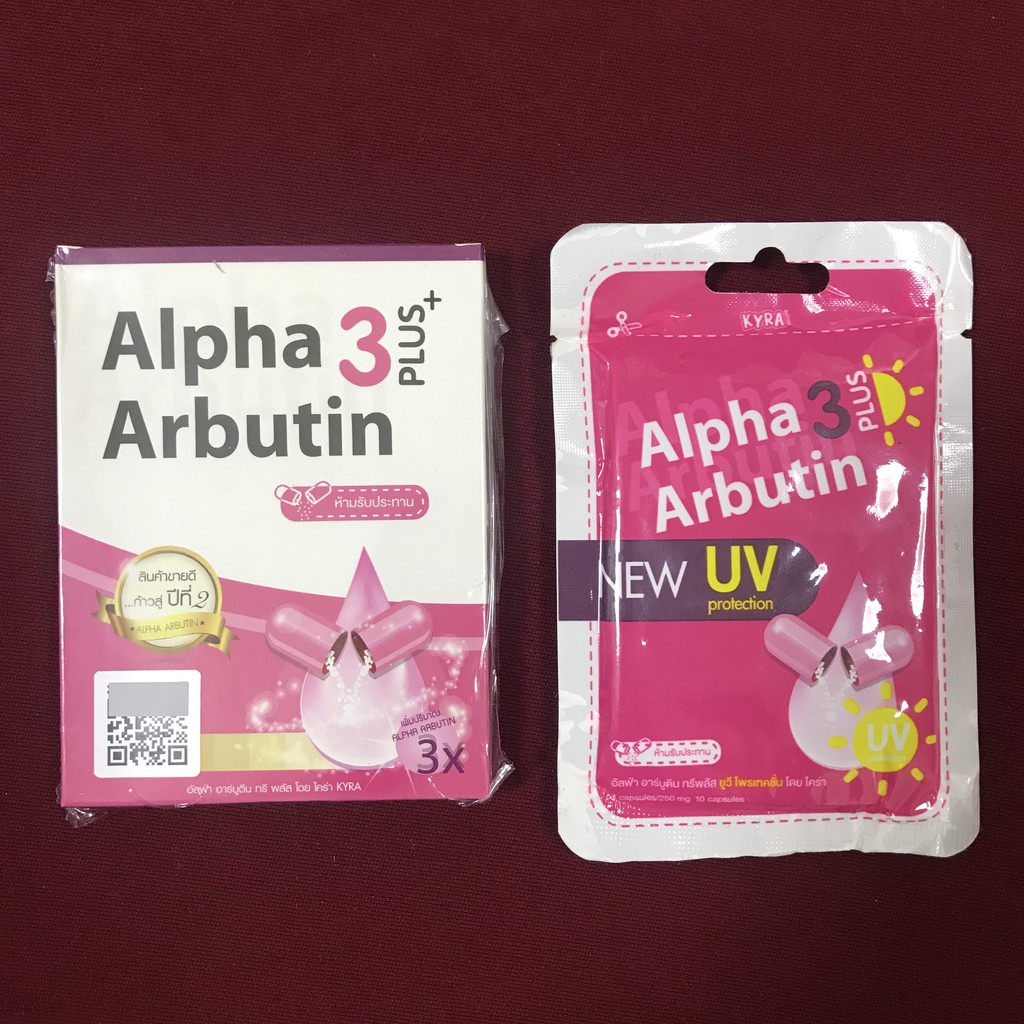 Alpha 3 PLUS+
Arbutin
ห้ามรับประทาน
สินค้าขายดี
...ก้าวสู่ ปีที่ 2
ALPHA ARBUTIN
เพิ่มปริมาณ
ALPHA ARBUTIN
3X
อัลฟ่า อาร์บูติน ทรี พลัส โดย ไคร่า KYRA
KYRA
Alpha 3 PLUS
Arbutin
NEW UV
protection
UV
ห้ามรับประทาน
อัลฟ่า อาร์บูติน ทรีพลัส ยูวี โพรเทคชั่น โดย ไคร่า
capsules/250 mg 10 capsules